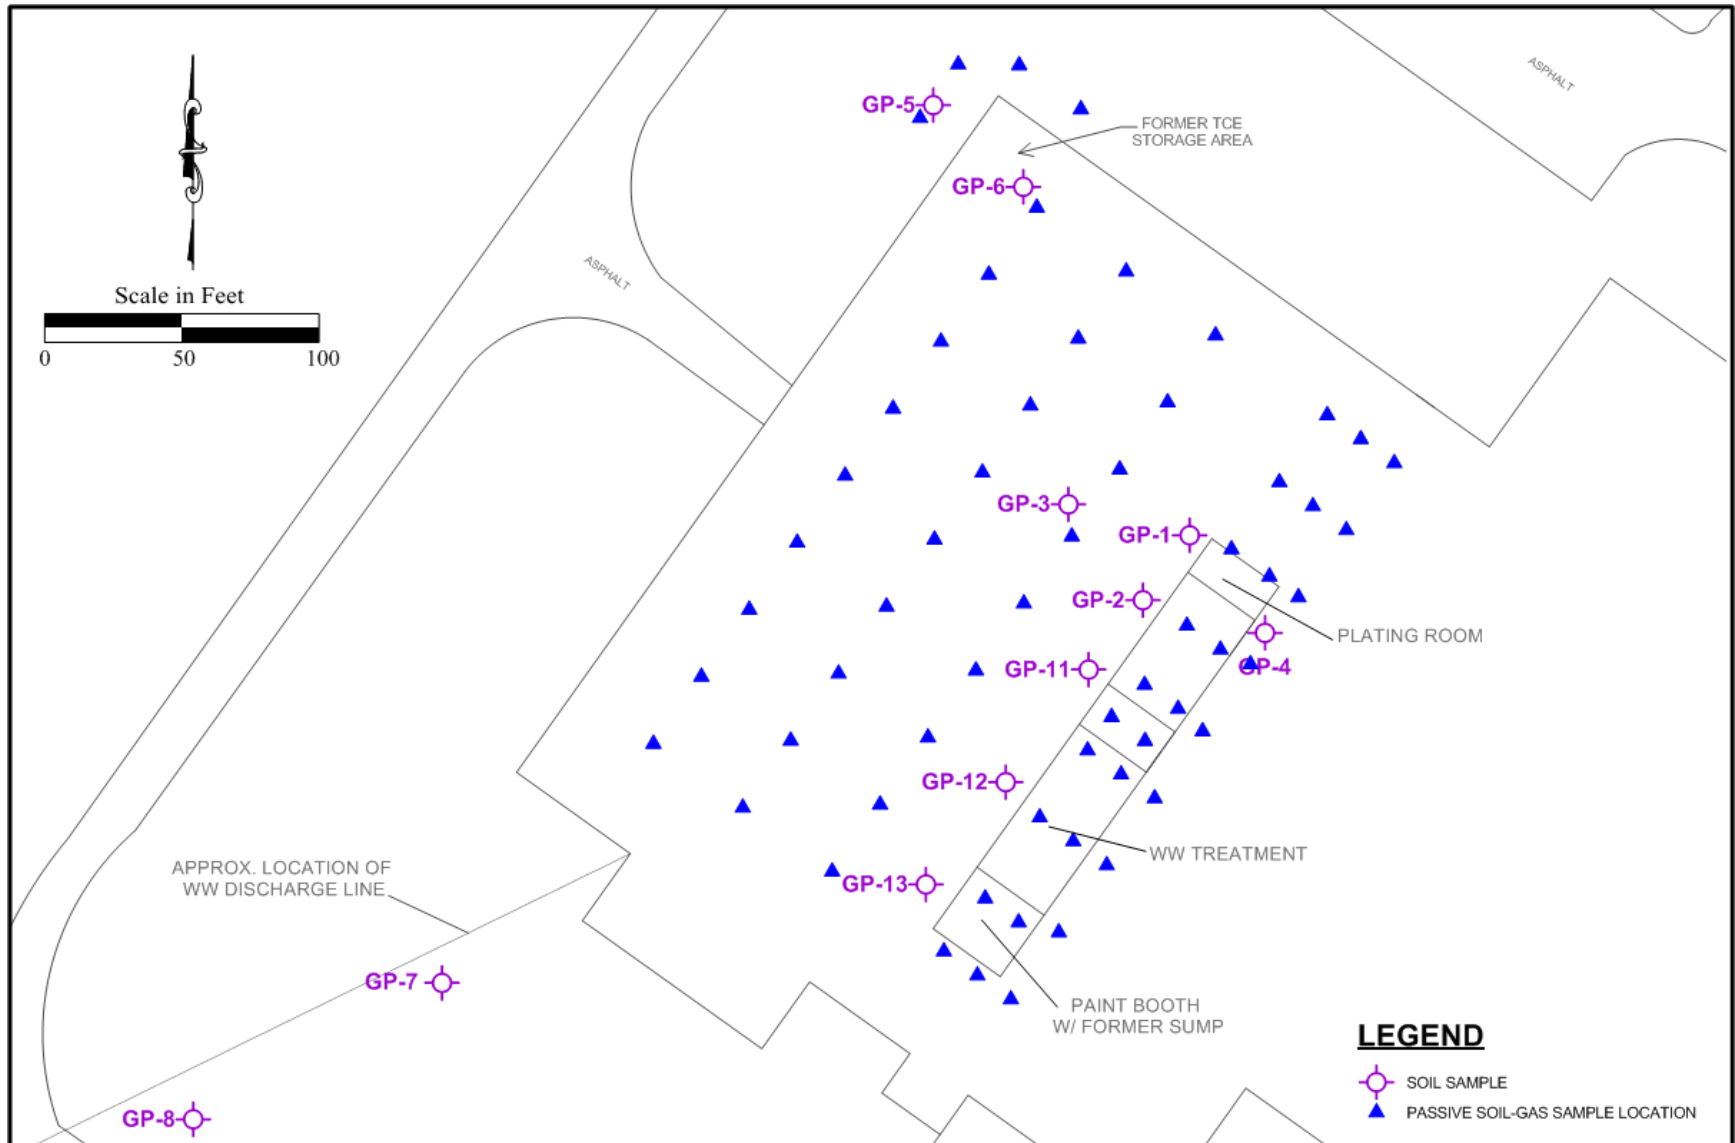 ASPHALT
GP-5
FORMER TCE
STORAGE AREA
GP-6
ASPHALT
Scale in Feet
0 50 100
GP-3
GP-1
GP-2
PLATING ROOM
GP-4
GP-11
GP-12
WW TREATMENT
APPROX. LOCATION OF
WW DISCHARGE LINE
GP-13
GP-7
PAINT BOOTH
W/ FORMER SUMP
LEGEND
SOIL SAMPLE
PASSIVE SOIL-GAS SAMPLE LOCATION
GP-8